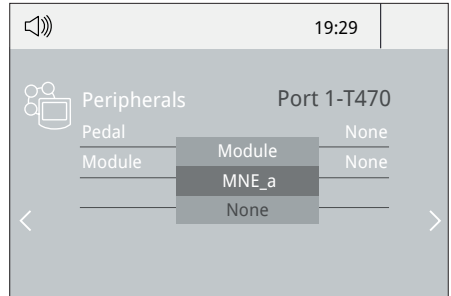 19:29
Peripherals Port 1-T470
Pedal None
Module None
Module
MNE_a
None